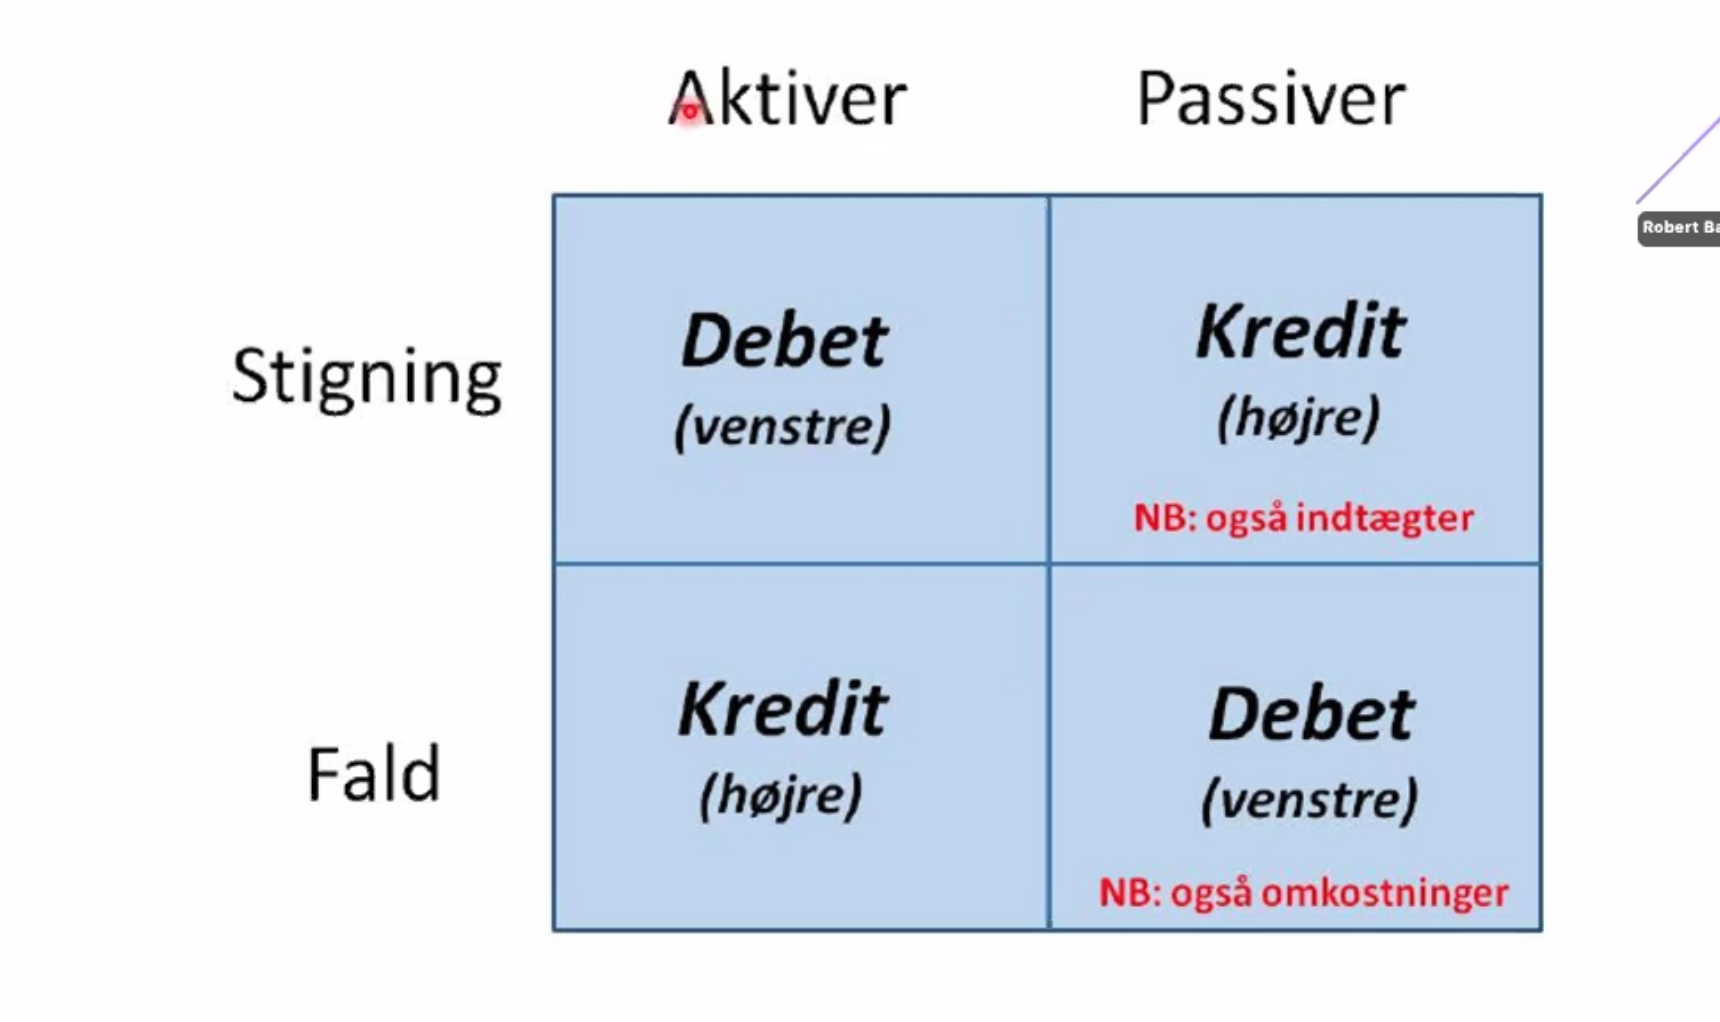 Aktiver Passiver
Robert
Stigning
Debet Kredit
(venstre) (højre)
NB: også indtægter
Fald
Kredit Debet
(højre) (venstre)
NB: også omkostninger